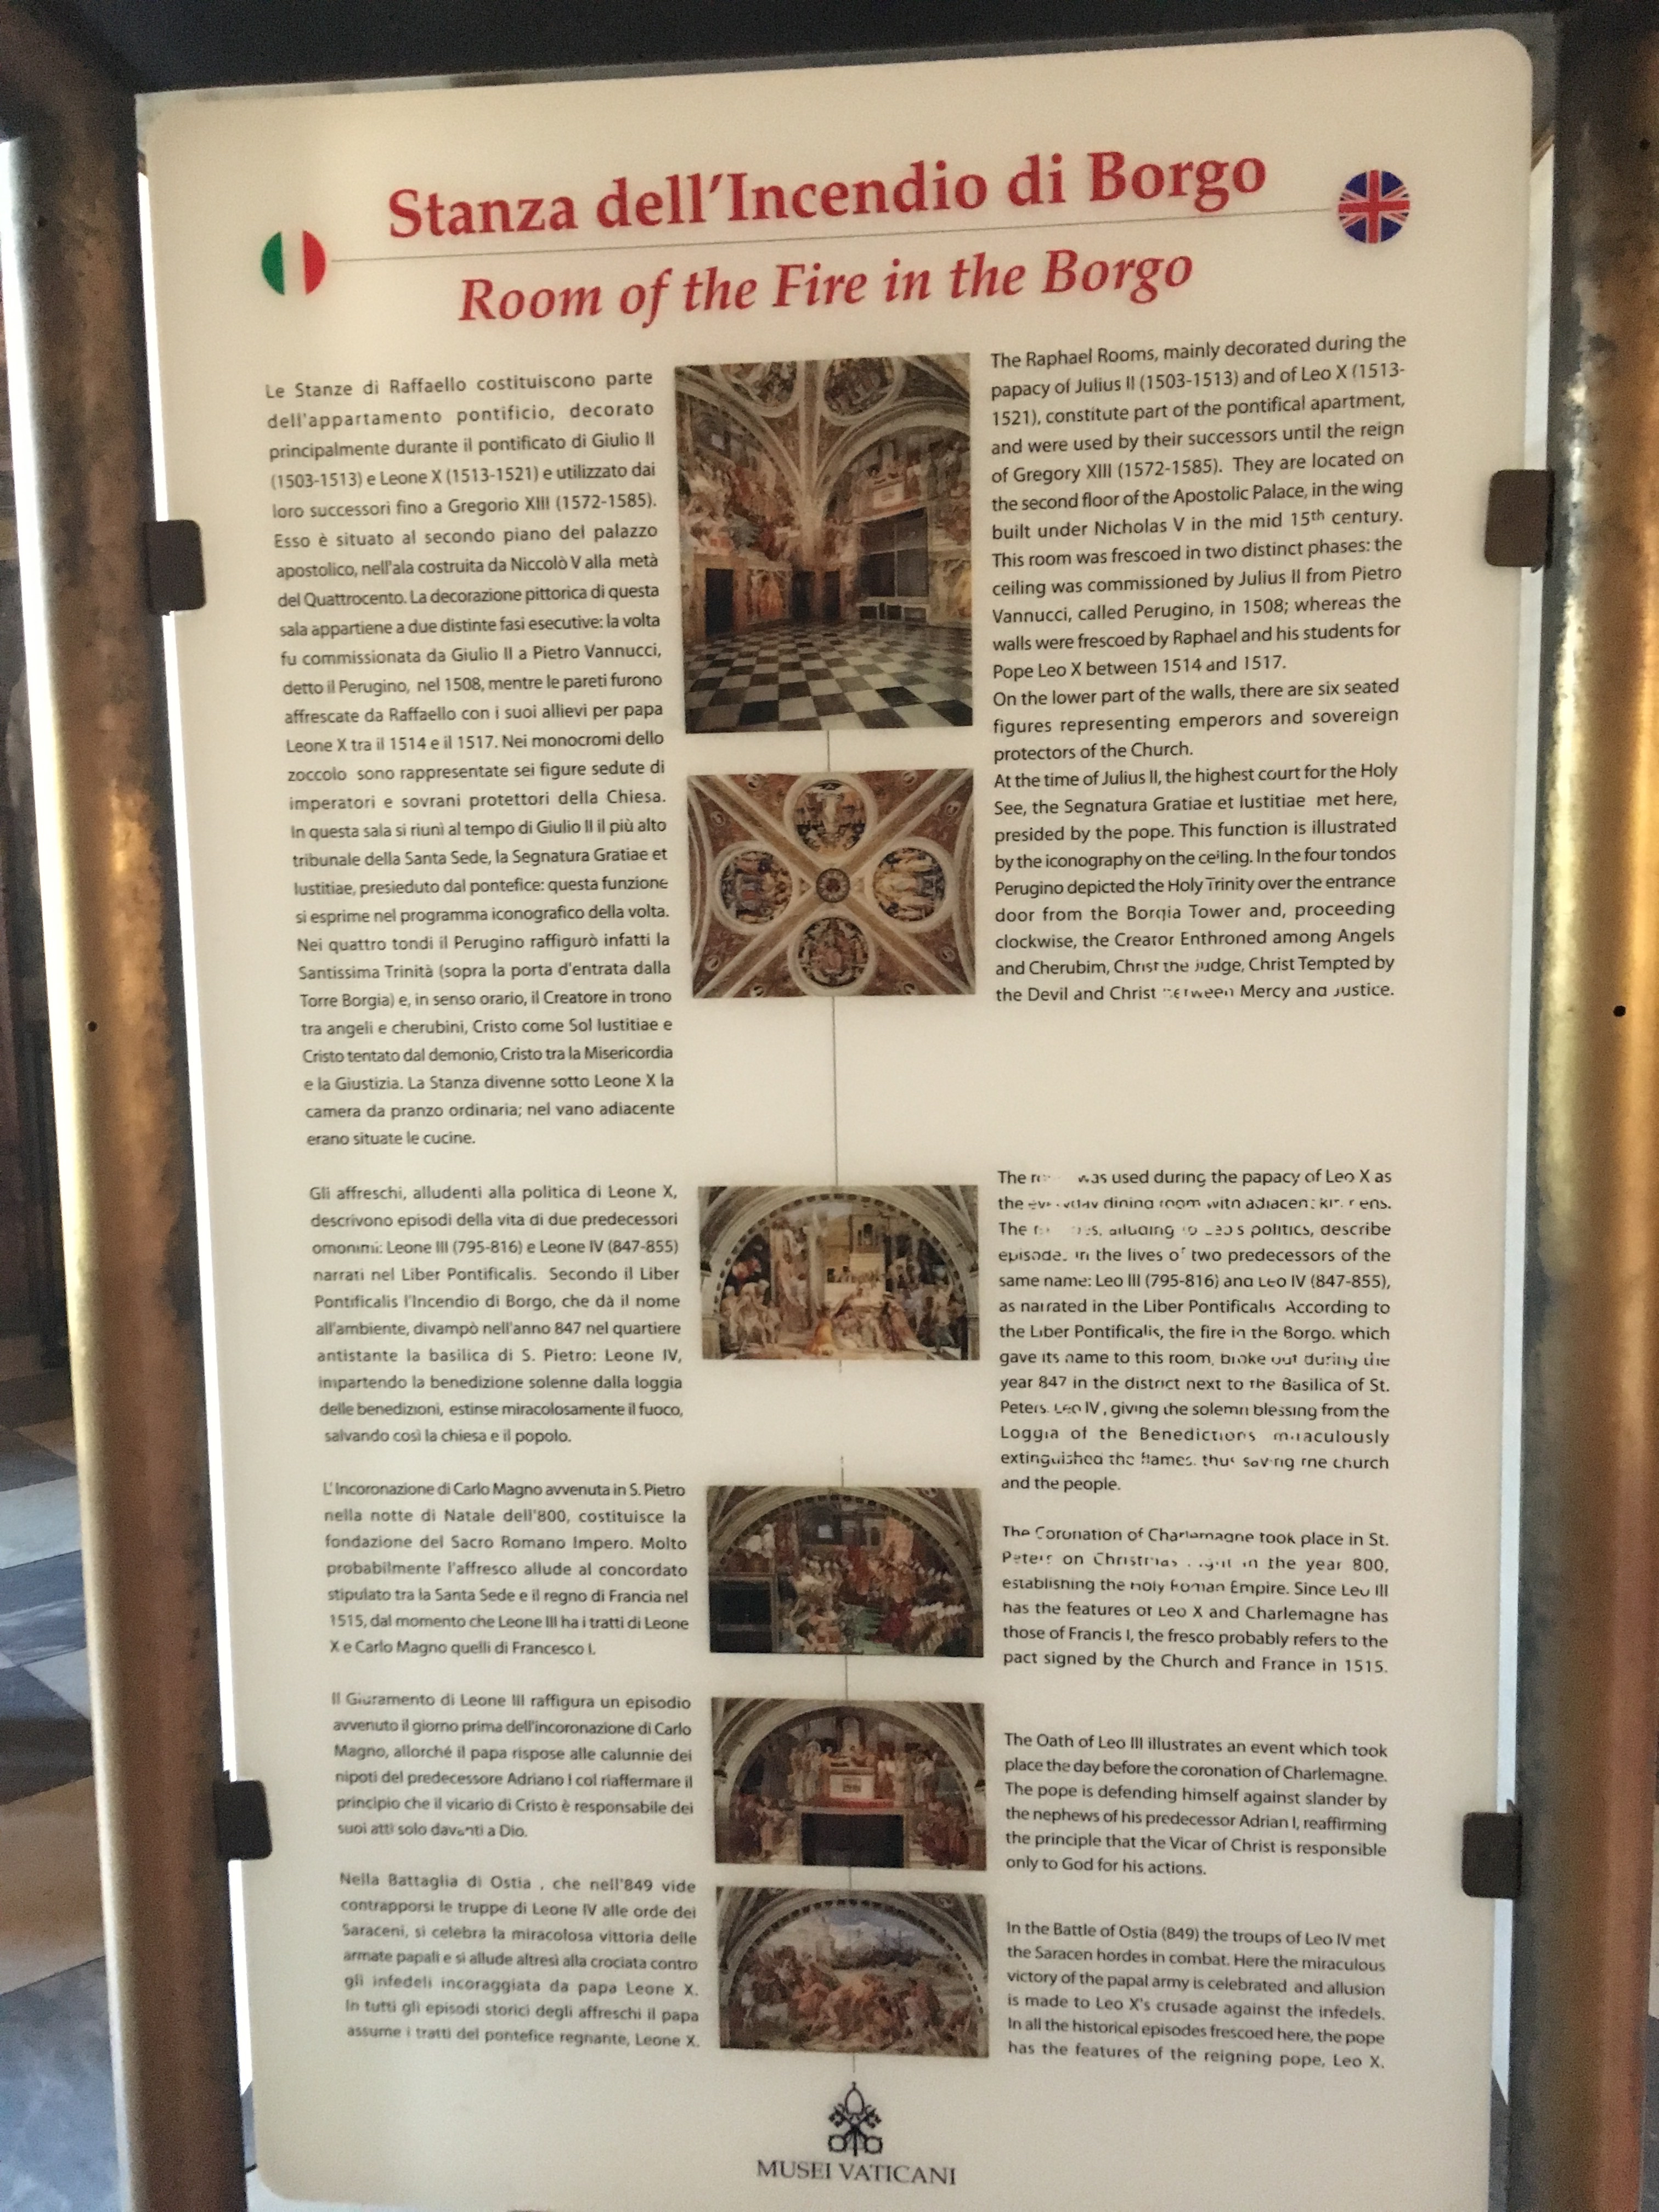 Stanza dell'Incendio di Borgo
Room of the Fire in the Borgo
Le Stanze di Raffaello costituiscono parte
dell'appartamento pontificio, decorato
principalmente durante il pontificato di Giulio II
(1503-1513) e Leone X (1513-1521) e utilizzato dai
loro successori fino a Gregorio XIII (1572-1585).
Esso è situato al secondo piano del palazzo
apostolico, nell'ala costruita da Niccolò V alla metà
del Quattrocento. La decorazione pittorica di questa
sala appartiene a due distinte fasi esecutive: la volta
fu commissionata da Giulio II a Pietro Vannucci,
detto il Perugino, nel 1508, mentre le pareti furono
affrescate da Raffaello con i suoi allievi per papa
Leone X tra il 1514 e il 1517. Nei monocromi dello
zoccolo sono rappresentate sei figure sedute di
imperatori e sovrani protettori della Chiesa.
In questa sala si riunì al tempo di Giulio II il più alto
tribunale della Santa Sede, la Segnatura Gratiae et
Iustitiae, presieduto dal pontefice: questa funzione
si esprime nel programma iconografico della volta.
Nei quattro tondi il Perugino raffigurò infatti la
Santissima Trinità (sopra la porta d'entrata dalla
Torre Borgia) e, in senso orario, il Creatore in trono
tra angeli e cherubini, Cristo come Sol Iustitiae e
Cristo tentato dal demonio, Cristo tra la Misericordia
e la Giustizia. La Stanza divenne sotto Leone X la
camera da pranzo ordinaria; nel vano adiacente
erano situate le cucine.
Gli affreschi, alludenti alla politica di Leone X,
descrivono episodi della vita di due predecessori
omonimi: Leone III (795-816) e Leone IV (847-855)
narrati nel Liber Pontificalis. Secondo il Liber
Pontificalis l'Incendio di Borgo, che dà il nome
all'ambiente, divampò nell'anno 847 nel quartiere
antistante la basilica di S. Pietro: Leone IV,
impartendo la benedizione solenne dalla loggia
delle benedizioni, estinse miracolosamente il fuoco,
salvando così la chiesa e il popolo.
L'Incoronazione di Carlo Magno avvenuta in S. Pietro
nella notte di Natale dell'800, costituisce la
fondazione del Sacro Romano Impero. Molto
probabilmente l'affresco allude al concordato
stipulato tra la Santa Sede e il regno di Francia nel
1515, dal momento che Leone III ha i tratti di Leone
X e Carlo Magno quelli di Francesco I.
Il Giuramento di Leone III raffigura un episodio
avvenuto il giorno prima dell'incoronazione di Carlo
Magno, allorché il papa rispose alle calunnie dei
nipoti del predecessore Adriano I col riaffermare il
principio che il vicario di Cristo è responsabile dei
suoi atti solo davanti a Dio.
Nella Battaglia di Ostia , che nell'849 vide
contrapporsi le truppe di Leone IV alle orde dei
Saraceni, si celebra la miracolosa vittoria delle
armate papali e si allude altresì alla crociata contro
gli infedeli incoraggiata da papa Leone X.
In tutti gli episodi storici degli affreschi il papa
assume i tratti del pontefice regnante, Leone X.
The Raphael Rooms, mainly decorated during the
papacy of Julius II (1503-1513) and of Leo X (1513-
1521), constitute part of the pontifical apartment,
and were used by their successors until the reign
of Gregory XIII (1572-1585). They are located on
the second floor of the Apostolic Palace, in the wing
built under Nicholas V in the mid 15th century.
This room was frescoed in two distinct phases: the
ceiling was commissioned by Julius II from Pietro
Vannucci, called Perugino, in 1508; whereas the
walls were frescoed by Raphael and his students for
Pope Leo X between 1514 and 1517.
On the lower part of the walls, there are six seated
figures representing emperors and sovereign
protectors of the Church.
At the time of Julius II, the highest court for the Holy
See, the Segnatura Gratiae et Iustitiae met here,
presided by the pope. This function is illustrated
by the iconography on the ceiling. In the four tondos
Perugino depicted the Holy Trinity over the entrance
door from the Borgia Tower and, proceeding
clockwise, the Creator Enthroned among Angels
and Cherubim, Christ the Judge, Christ Tempted by
the Devil and Christ between Mercy and Justice.
The was used during the papacy of Leo X as
the everyday dining room with adjacent kitchens.
The alluding to Leo's politics, describe
episodes in the lives of two predecessors of the
same name: Leo III (795-816) and Leo IV (847-855),
as narrated in the Liber Pontificalis According to
the Liber Pontificalis, the fire in the Borgo, which
gave its name to this room, broke out during the
year 847 in the district next to the Basilica of St.
Peters. Leo IV, giving the solemn blessing from the
Loggia of the Benedictions miraculously
extinguished the flames, thus saving the church
and the people.
The Coronation of Charlemagne took place in St.
Peter's on Christmas night in the year 800,
establishing the Holy Roman Empire. Since Leo III
has the features of Leo X and Charlemagne has
those of Francis I, the fresco probably refers to the
pact signed by the Church and France in 1515.
The Oath of Leo III illustrates an event which took
place the day before the coronation of Charlemagne.
The pope is defending himself against slander by
the nephews of his predecessor Adrian I, reaffirming
the principle that the Vicar of Christ is responsible
only to God for his actions.
In the Battle of Ostia (849) the troups of Leo IV met
the Saracen hordes in combat. Here the miraculous
victory of the papal army is celebrated and allusion
is made to Leo X's crusade against the infedels.
In all the historical episodes frescoed here, the pope
has the features of the reigning pope, Leo X.
MUSEI VATICANI